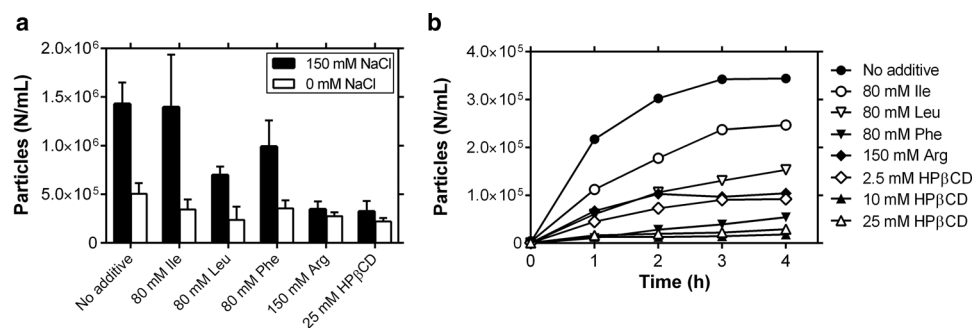 a
Particles (N/mL)
2.0×10⁶
1.5×10⁶
1.0×10⁶
5.0×10⁵
0
150 mM NaCl
0 mM NaCl
No additive
80 mM Ile
80 mM Leu
80 mM Phe
150 mM Arg
25 mM HPβCD
b
Particles (N/mL)
4.0×10⁵
3.0×10⁵
2.0×10⁵
1.0×10⁵
0
0 1 2 3 4
Time (h)
No additive
80 mM Ile
80 mM Leu
80 mM Phe
150 mM Arg
2.5 mM HPβCD
10 mM HPβCD
25 mM HPβCD